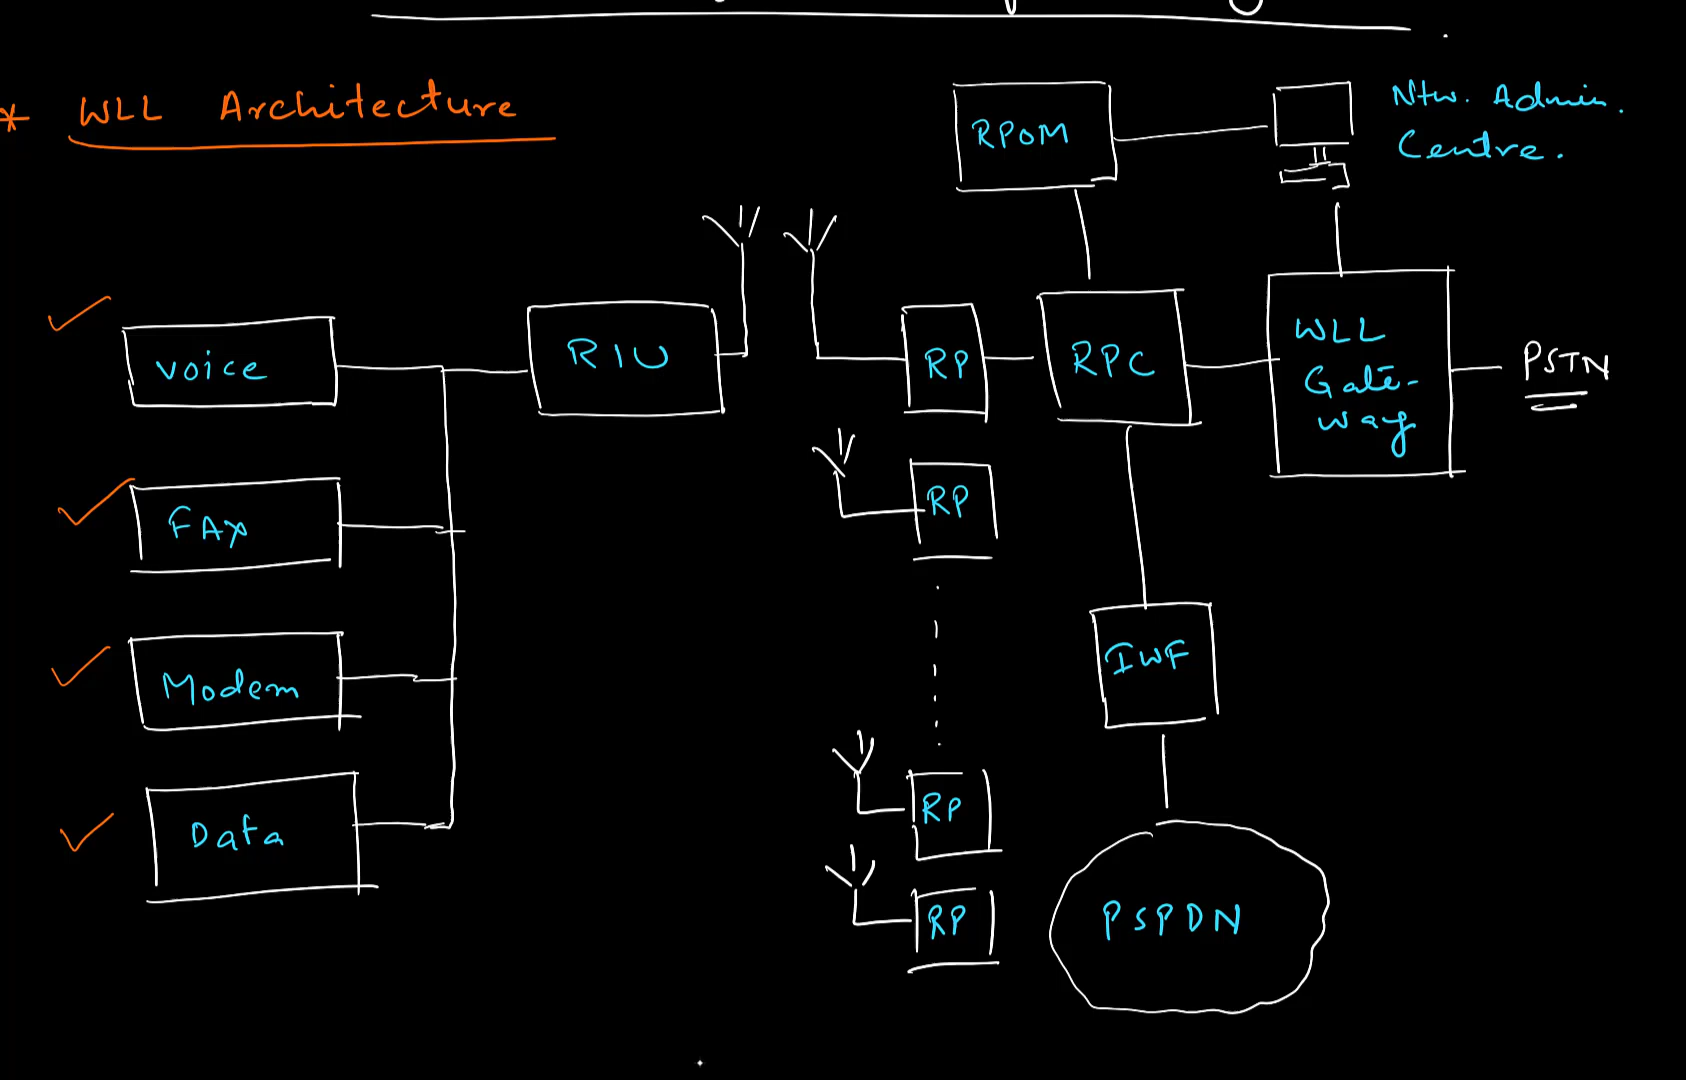 * WLL Architecture
RPOM
Ntw. Admin.
Centre.
Voice
RIU
RP
RPC
WLL
Gate-
way
PSTN
FAX
RP
Modem
IWF
Data
RP
RP
PSPDN